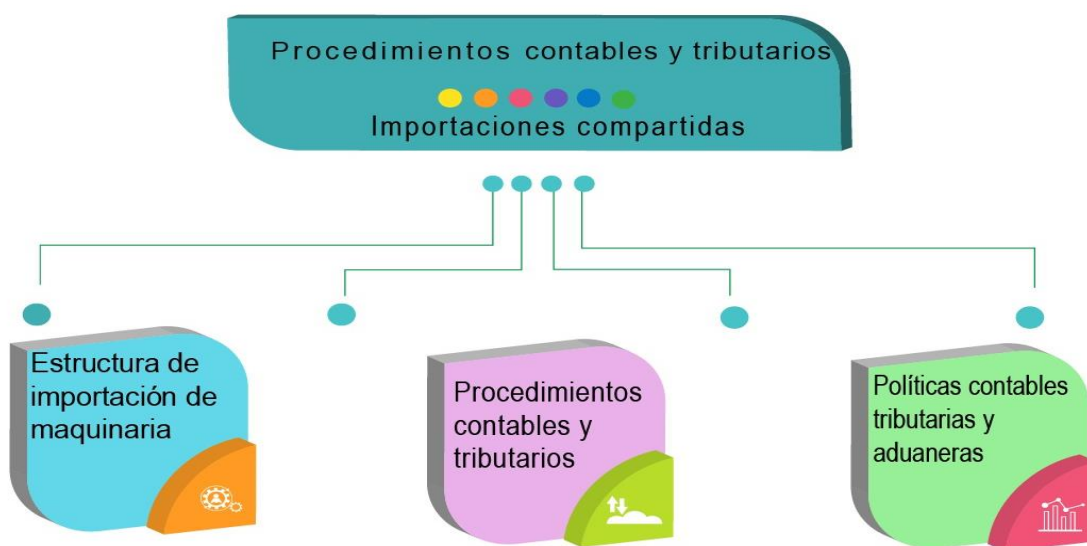 Procedimientos contables y tributarios
Importaciones compartidas
Estructura de
importación de
maquinaria
Procedimientos
contables y
tributarios
Políticas contables
tributarias y
aduaneras